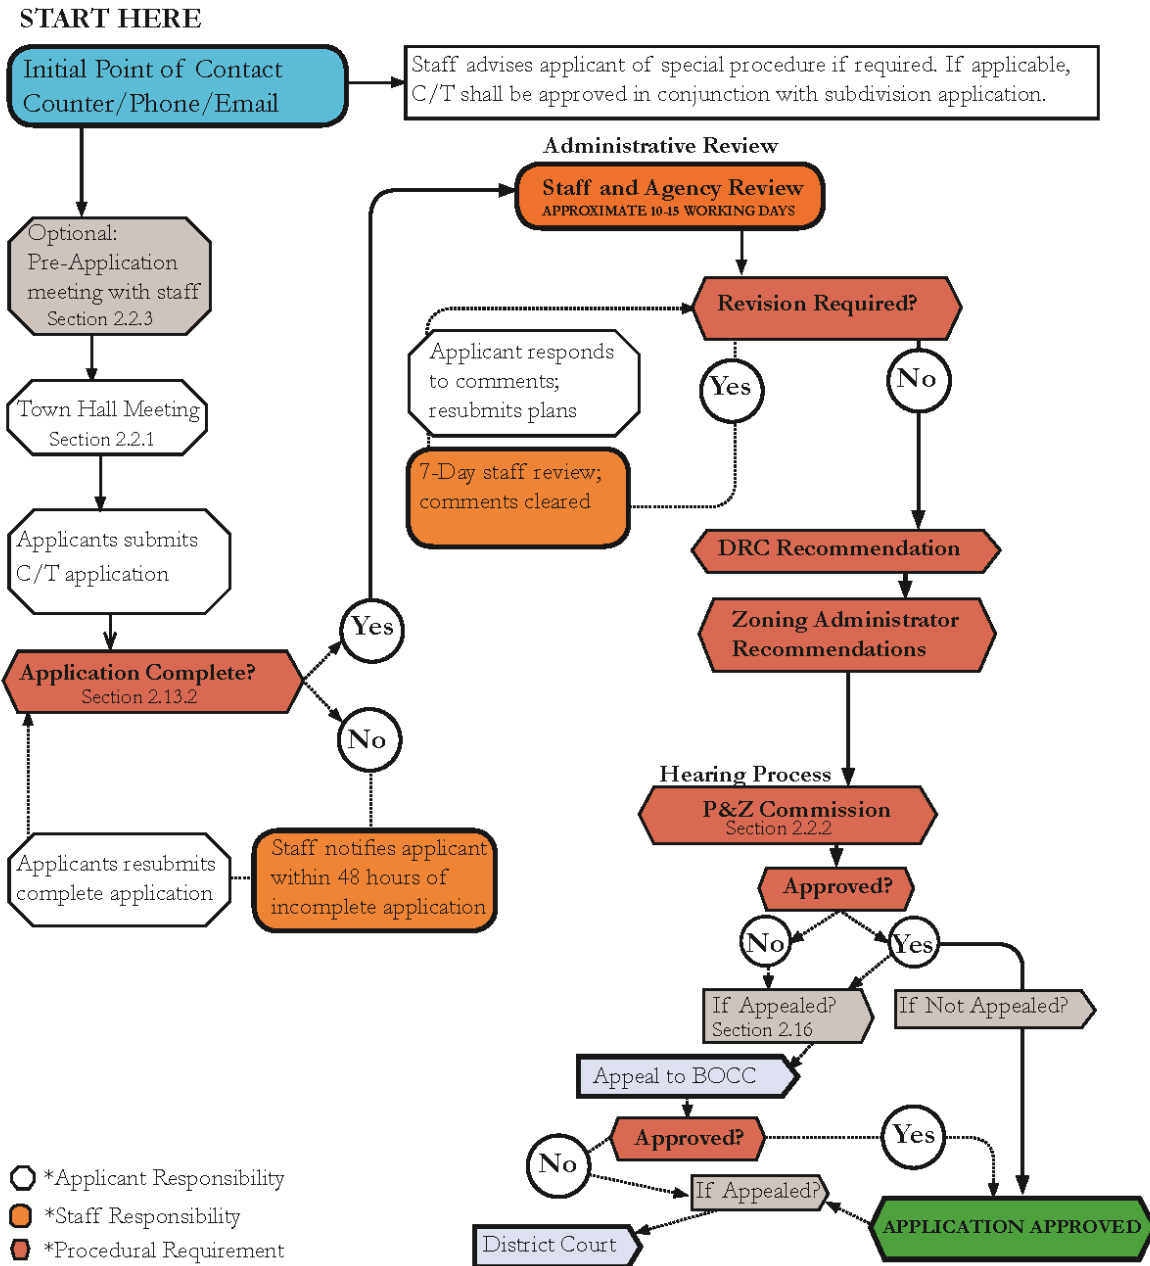 START HERE
Initial Point of Contact
Counter/Phone/Email
Staff advises applicant of special procedure if required. If applicable,
C/T shall be approved in conjunction with subdivision application.
Administrative Review
Staff and Agency Review
APPROXIMATE 10-15 WORKING DAYS
Optional:
Pre-Application
meeting with staff
Section 2.2.3
Revision Required?
Applicant responds
to comments;
resubmits plans
Yes
No
Town Hall Meeting
Section 2.2.1
7-Day staff review;
comments cleared
Applicants submits
C/T application
DRC Recommendation
Zoning Administrator
Recommendations
Yes
Application Complete?
Section 2.13.2
No
Hearing Process
P&Z Commission
Section 2.2.2
Applicants resubmits
complete application
Staff notifies applicant
within 48 hours of
incomplete application
Approved?
No
Yes
If Appealed?
Section 2.16
If Not Appealed?
Appeal to BOCC
Approved?
Yes
No
If Appealed?
APPLICATION APPROVED
District Court
*Applicant Responsibility
*Staff Responsibility
*Procedural Requirement